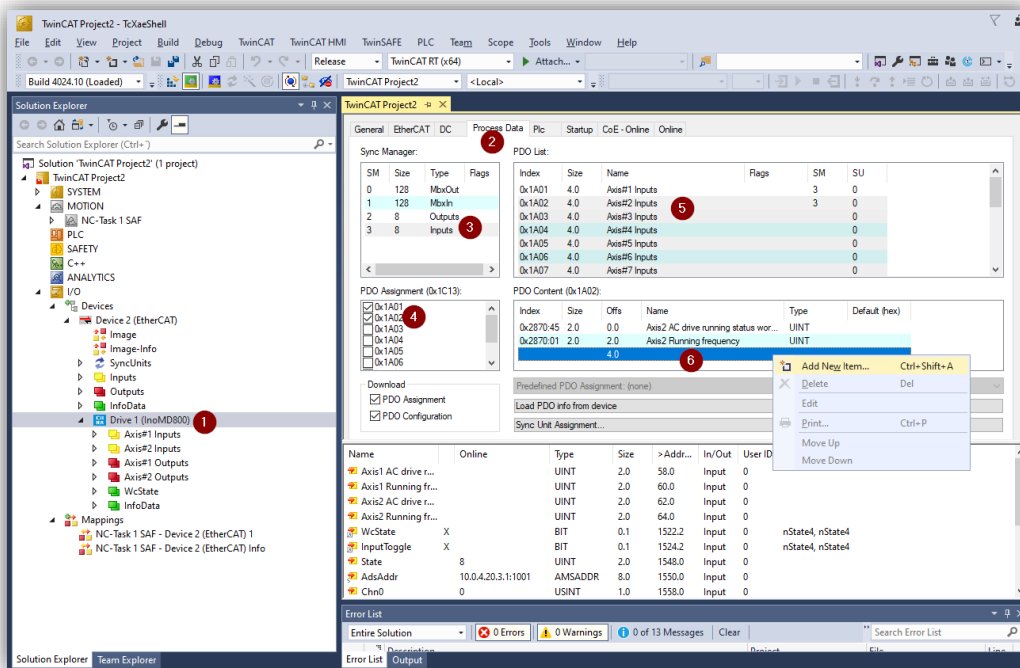 TwinCAT Project2 - TcXaeShell
File Edit View Project Build Debug TwinCAT TwinCAT HMI TwinSAFE PLC Team Scope Tools Window Help
Release TwinCAT RT (x64) Attach...
Build 4024.10 (Loaded) TwinCAT Project2 <Local>
Solution Explorer
Search Solution Explorer (Ctrl+¨)
Solution 'TwinCAT Project2' (1 project)
TwinCAT Project2
SYSTEM
MOTION
NC-Task 1 SAF
PLC
SAFETY
C++
ANALYTICS
I/O
Devices
Device 2 (EtherCAT)
Image
Image-Info
SyncUnits
Inputs
Outputs
InfoData
Drive 1 (InoMD800) 1
Axis#1 Inputs
Axis#2 Inputs
Axis#1 Outputs
Axis#2 Outputs
WcState
InfoData
Mappings
NC-Task 1 SAF - Device 2 (EtherCAT) 1
NC-Task 1 SAF - Device 2 (EtherCAT) Info
Solution Explorer Team Explorer
TwinCAT Project2
General EtherCAT DC Process Data Plc Startup CoE - Online Online
2
Sync Manager:
SM Size Type Flags
0 128 MbxOut
1 128 MbxIn
2 8 Outputs
3 8 Inputs 3
PDO List:
Index Size Name Flags SM SU
0x1A01 4.0 Axis#1 Inputs 3 0
0x1A02 4.0 Axis#2 Inputs 3 0
0x1A03 4.0 Axis#3 Inputs 0
0x1A04 4.0 Axis#4 Inputs 0
0x1A05 4.0 Axis#5 Inputs 0
0x1A06 4.0 Axis#6 Inputs 0
0x1A07 4.0 Axis#7 Inputs 0
5
PDO Assignment (0x1C13):
0x1A01
0x1A02
0x1A03
0x1A04
0x1A05
0x1A06
4
PDO Content (0x1A02):
Index Size Offs Name Type Default (hex)
0x2870:45 2.0 0.0 Axis2 AC drive running status wor... UINT
0x2870:01 2.0 2.0 Axis2 Running frequency UINT
4.0
6
Download
PDO Assignment
PDO Configuration
Predefined PDO Assignment: (none)
Load PDO info from device
Sync Unit Assignment...
Add New Item... Ctrl+Shift+A
Delete Del
Edit
Print... Ctrl+P
Move Up
Move Down
Name Online Type Size >Addr... In/Out User ID
Axis1 AC drive r... UINT 2.0 58.0 Input 0
Axis1 Running fr... UINT 2.0 60.0 Input 0
Axis2 AC drive r... UINT 2.0 62.0 Input 0
Axis2 Running fr... UINT 2.0 64.0 Input 0
WcState X BIT 0.1 1522.2 Input 0 nState4, nState4
InputToggle X BIT 0.1 1524.2 Input 0 nState4, nState4
State 8 UINT 2.0 1548.0 Input 0
AdsAddr 10.0.4.20.3.1:1001 AMSADDR 8.0 1550.0 Input 0
Chn0 0 USINT 1.0 1558.0 Input 0
Error List
Entire Solution 0 Errors 0 Warnings 0 of 13 Messages Clear Search Error List
Description Project File
Error List Output